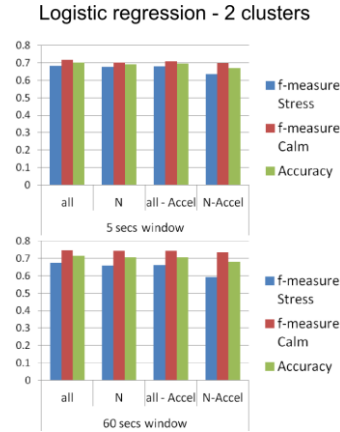 Logistic regression - 2 clusters
0.8
0.7
0.6
0.5
0.4
0.3
0.2
0.1
0
all
N
all - Accel
N-Accel
5 secs window
f-measure
Stress
f-measure
Calm
Accuracy
0.8
0.7
0.6
0.5
0.4
0.3
0.2
0.1
0
all
N
all - Accel
N-Accel
60 secs window
f-measure
Stress
f-measure
Calm
Accuracy